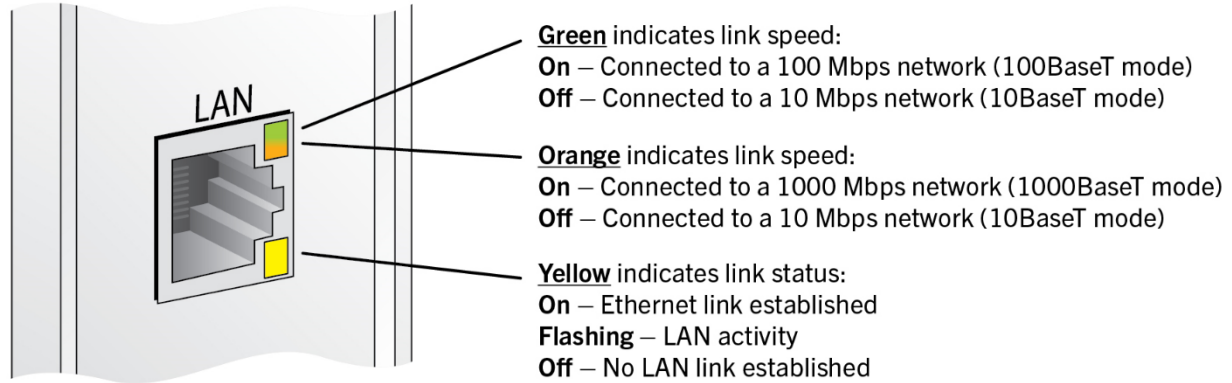 LAN
Green indicates link speed:
On – Connected to a 100 Mbps network (100BaseT mode)
Off – Connected to a 10 Mbps network (10BaseT mode)
Orange indicates link speed:
On – Connected to a 1000 Mbps network (1000BaseT mode)
Off – Connected to a 10 Mbps network (10BaseT mode)
Yellow indicates link status:
On – Ethernet link established
Flashing – LAN activity
Off – No LAN link established